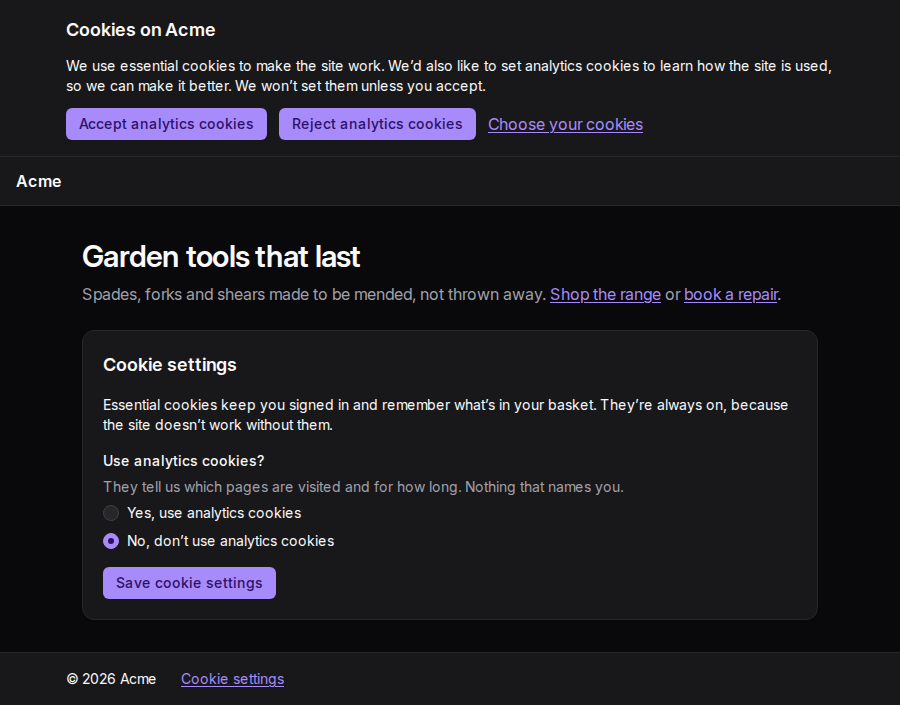 Cookies on Acme
We use essential cookies to make the site work. We’d also like to set analytics cookies to learn how the site is used,
so we can make it better. We won’t set them unless you accept.
Accept analytics cookies Reject analytics cookies Choose your cookies
Acme
Garden tools that last
Spades, forks and shears made to be mended, not thrown away. Shop the range or book a repair.
Cookie settings
Essential cookies keep you signed in and remember what’s in your basket. They’re always on, because
the site doesn’t work without them.
Use analytics cookies?
They tell us which pages are visited and for how long. Nothing that names you.
Yes, use analytics cookies
No, don’t use analytics cookies
Save cookie settings
© 2026 Acme Cookie settings